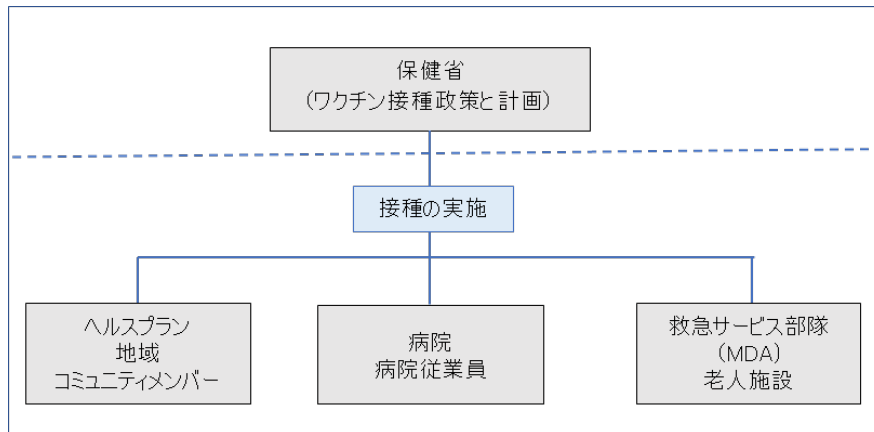 保健省
（ワクチン接種政策と計画）
接種の実施
ヘルスプラン
地域
コミュニティメンバー
病院
病院従業員
救急サービス部隊
（MDA）
老人施設